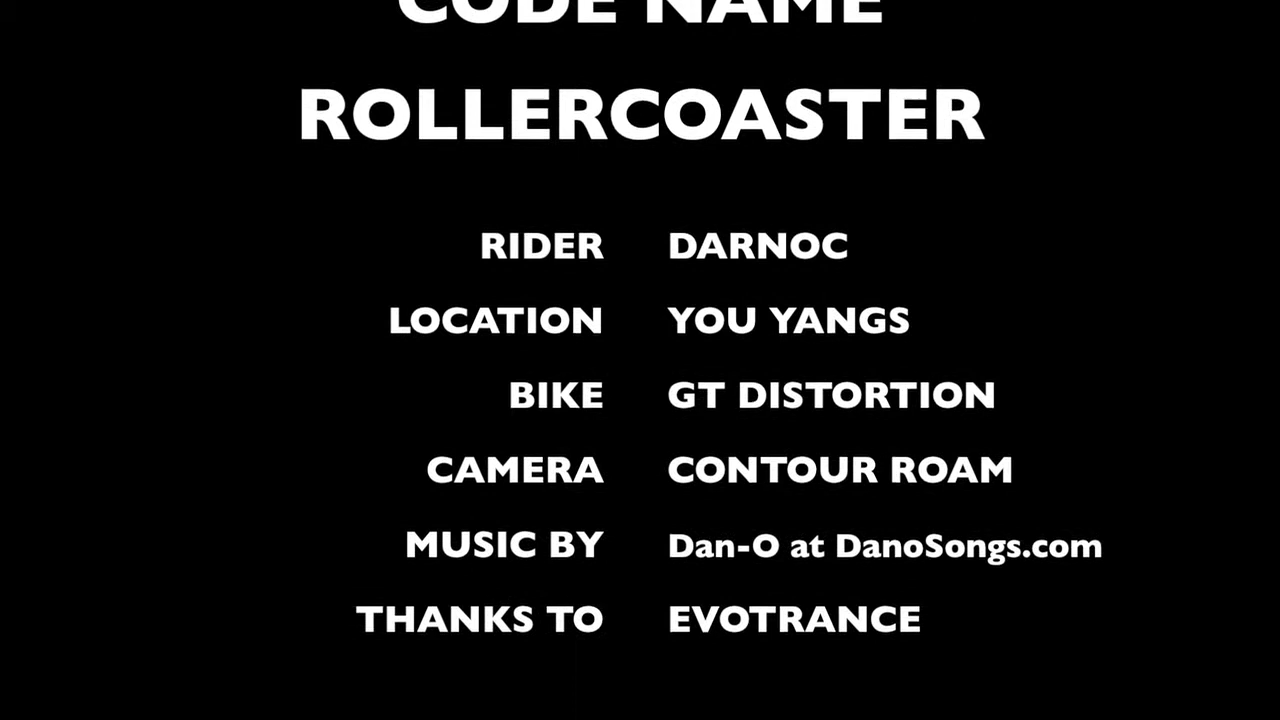 CODE NAME
ROLLERCOASTER
RIDER DARNOC
LOCATION YOU YANGS
BIKE GT DISTORTION
CAMERA CONTOUR ROAM
MUSIC BY Dan-O at DanoSongs.com
THANKS TO EVOTRANCE